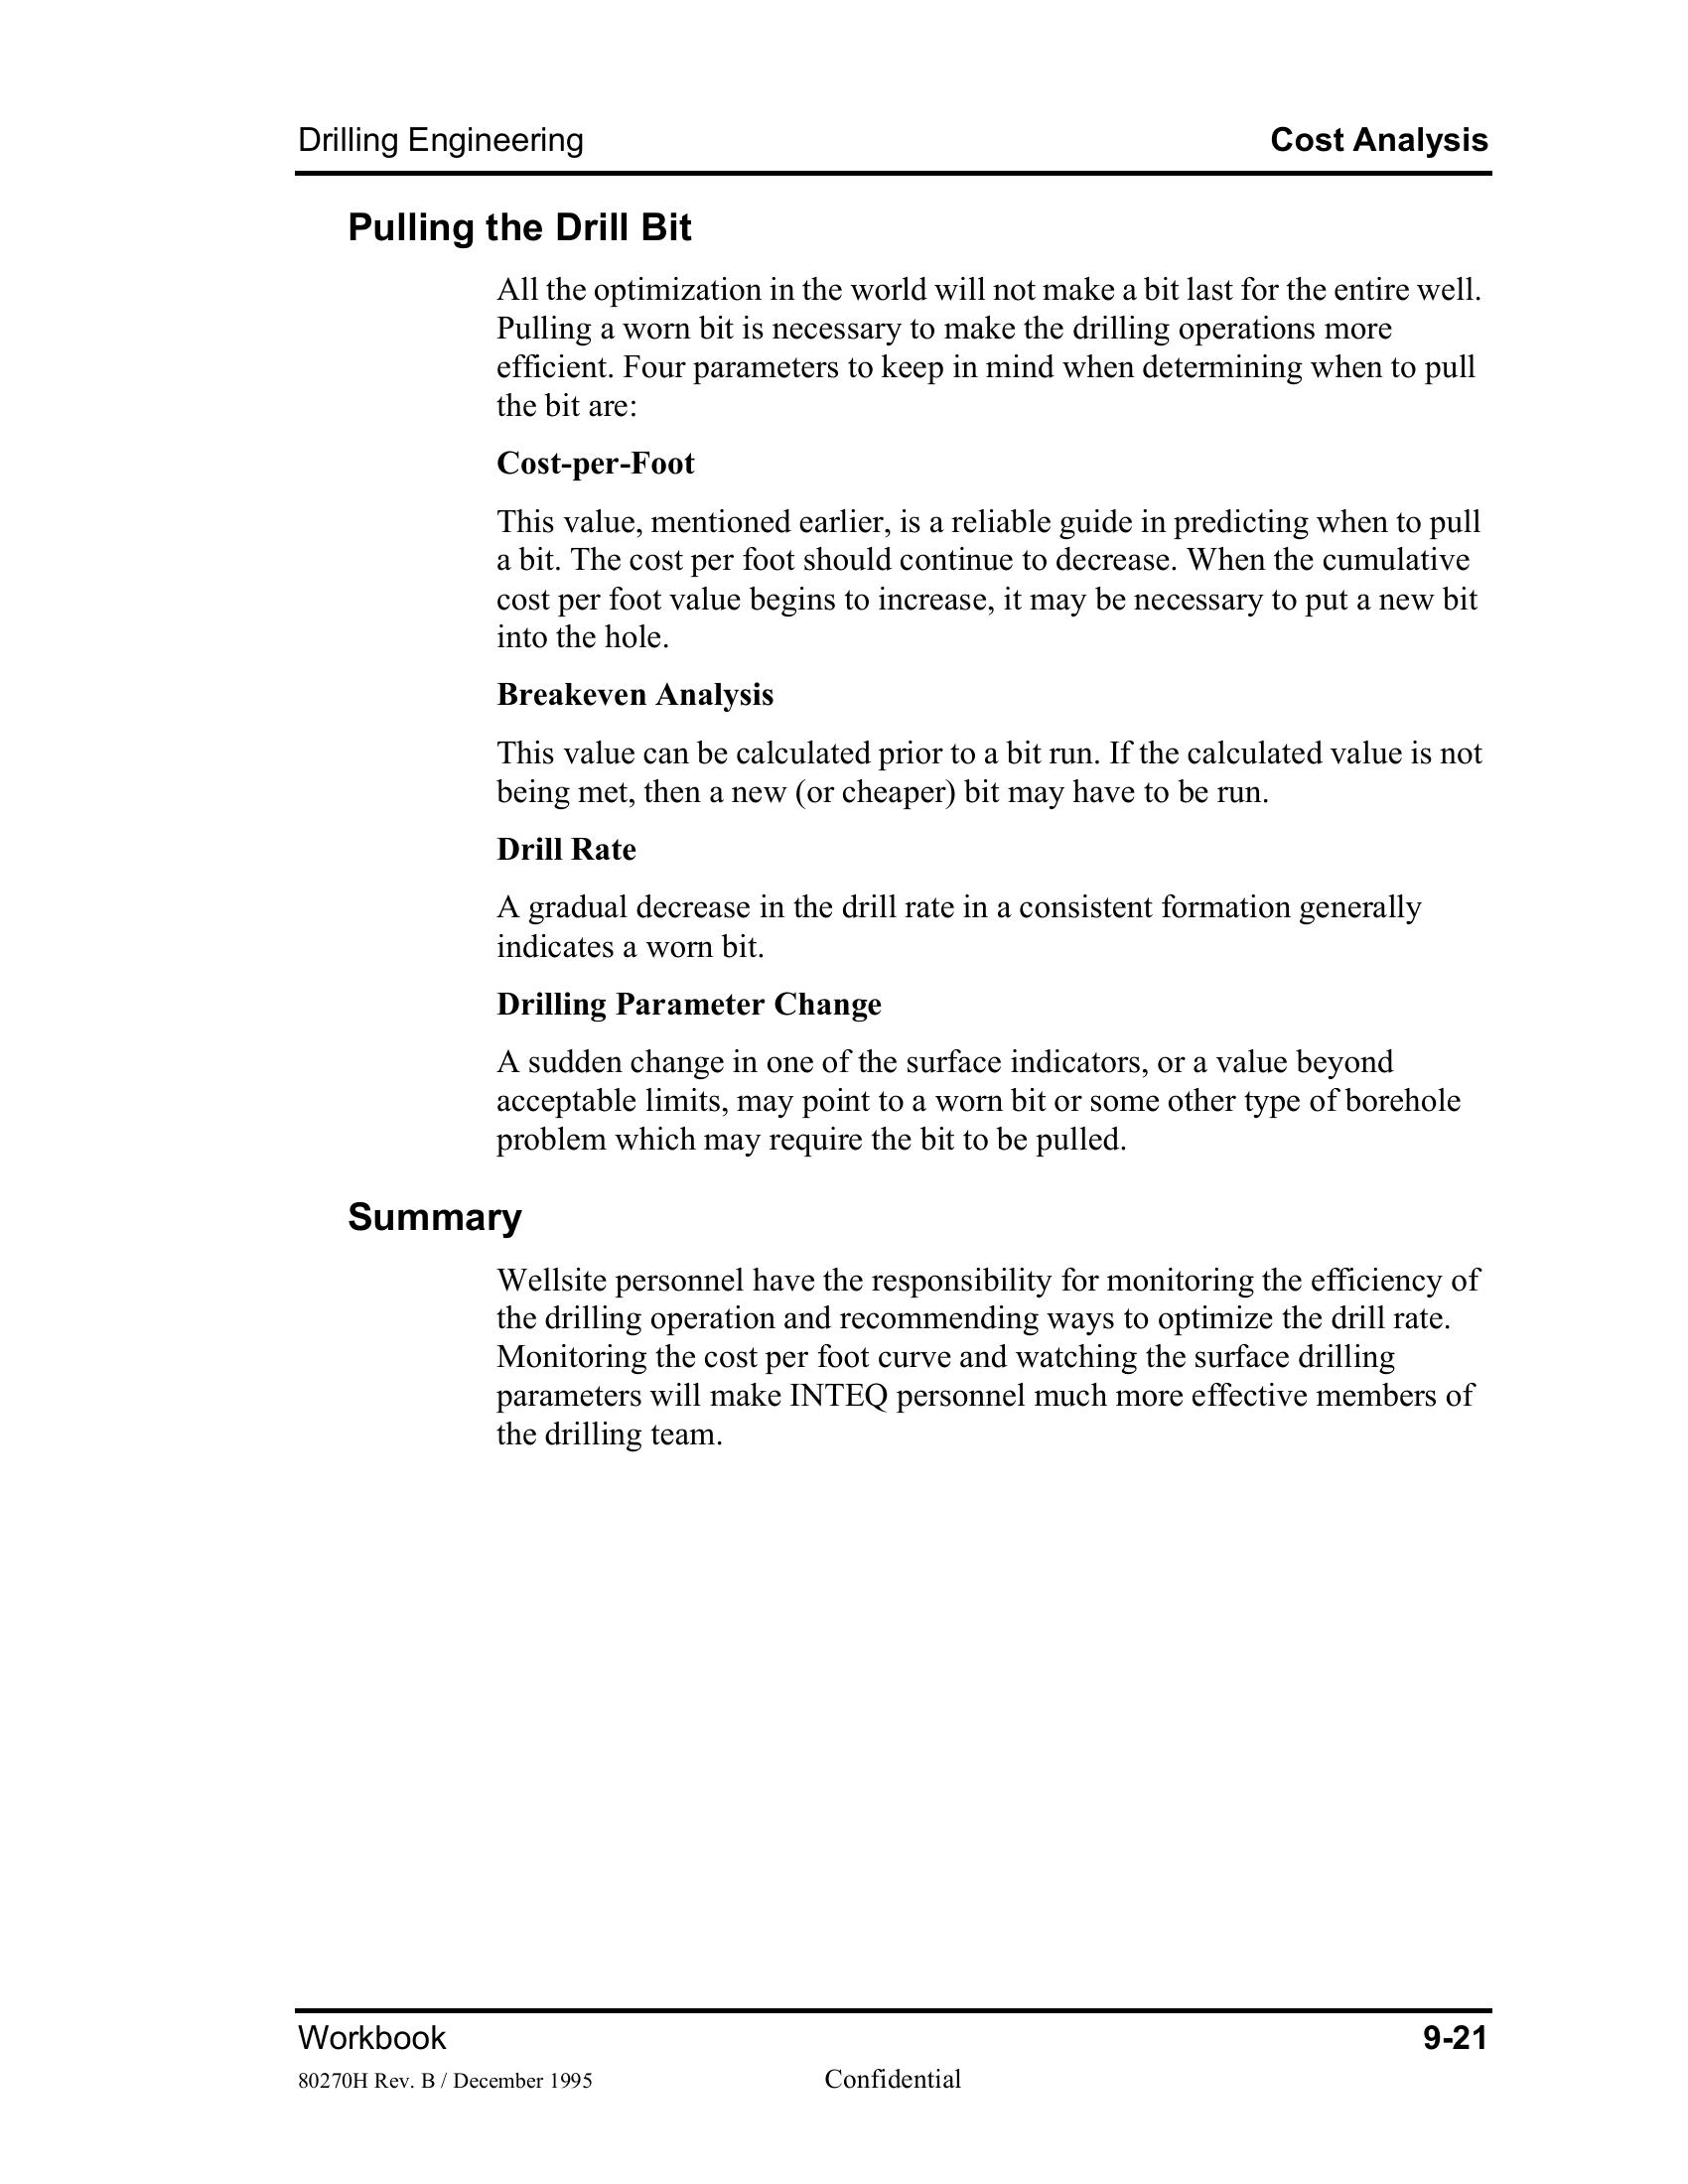 Drilling Engineering
Cost Analysis
Pulling the Drill Bit
All the optimization in the world will not make a bit last for the entire well.
Pulling a worn bit is necessary to make the drilling operations more
efficient. Four parameters to keep in mind when determining when to pull
the bit are:
Cost-per-Foot
This value, mentioned earlier, is a reliable guide in predicting when to pull
a bit. The cost per foot should continue to decrease. When the cumulative
cost per foot value begins to increase, it may be necessary to put a new bit
into the hole.
Breakeven Analysis
This value can be calculated prior to a bit run. If the calculated value is not
being met, then a new (or cheaper) bit may have to be run.
Drill Rate
A gradual decrease in the drill rate in a consistent formation generally
indicates a worn bit.
Drilling Parameter Change
A sudden change in one of the surface indicators, or a value beyond
acceptable limits, may point to a worn bit or some other type of borehole
problem which may require the bit to be pulled.
Summary
Wellsite personnel have the responsibility for monitoring the efficiency of
the drilling operation and recommending ways to optimize the drill rate.
Monitoring the cost per foot curve and watching the surface drilling
parameters will make INTEQ personnel much more effective members of
the drilling team.
Workbook
9-21
80270H Rev. B / December 1995
Confidential